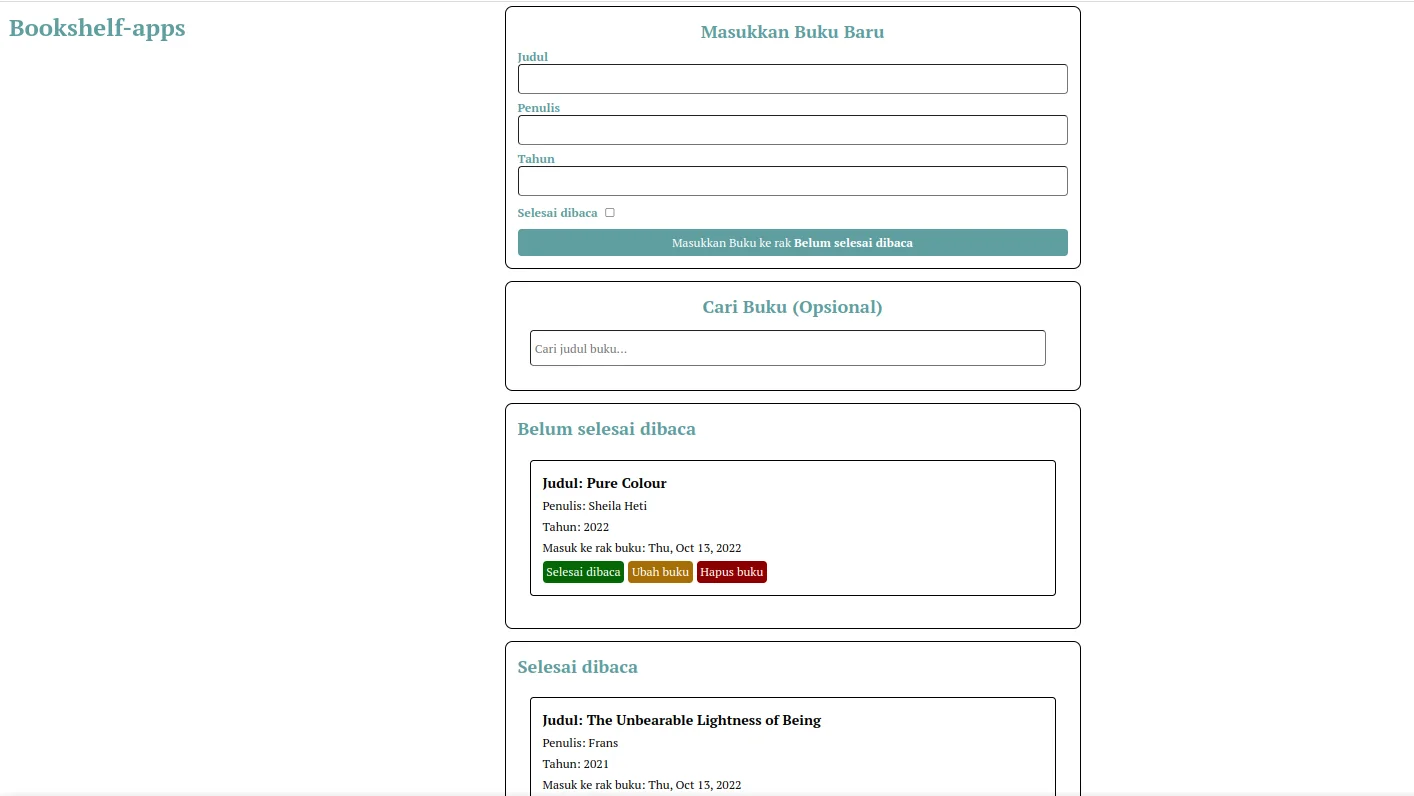 Bookshelf-apps
Masukkan Buku Baru
Judul
Penulis
Tahun
Selesai dibaca
Masukkan Buku ke rak Belum selesai dibaca
Cari Buku (Opsional)
Cari judul buku...
Belum selesai dibaca
Judul: Pure Colour
Penulis: Sheila Heti
Tahun: 2022
Masuk ke rak buku: Thu, Oct 13, 2022
Selesai dibaca Ubah buku Hapus buku
Selesai dibaca
Judul: The Unbearable Lightness of Being
Penulis: Frans
Tahun: 2021
Masuk ke rak buku: Thu, Oct 13, 2022